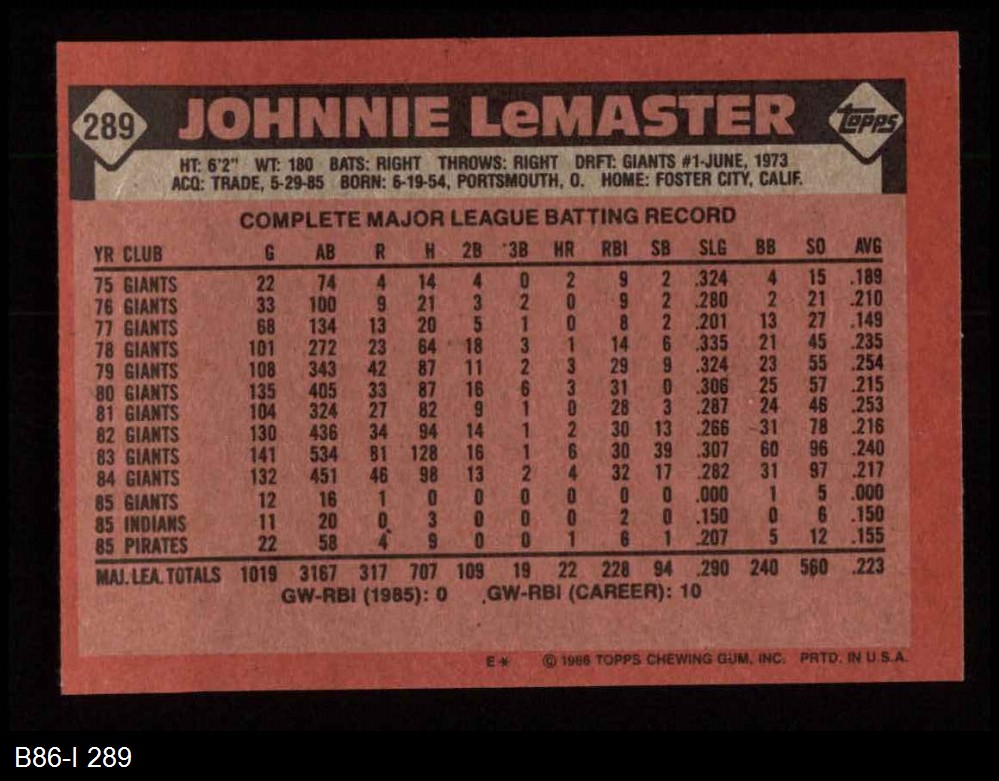 289 JOHNNIE LeMASTER Topps
HT: 6'2" WT: 180 BATS: RIGHT THROWS: RIGHT DRFT: GIANTS #1-JUNE, 1973
ACQ: TRADE, 5-29-85 BORN: 6-19-54, PORTSMOUTH, O. HOME: FOSTER CITY, CALIF.
COMPLETE MAJOR LEAGUE BATTING RECORD
YR CLUB G AB R H 2B 3B HR RBI SB SLG BB SO AVG
75 GIANTS 22 74 4 14 4 0 2 9 2 .324 4 15 .189
76 GIANTS 33 100 9 21 3 2 0 9 2 .280 2 21 .210
77 GIANTS 68 134 13 20 5 1 0 8 2 .201 13 27 .149
78 GIANTS 101 272 23 64 18 3 1 14 6 .335 21 45 .235
79 GIANTS 108 343 42 87 11 2 3 29 9 .324 23 55 .254
80 GIANTS 135 405 33 87 16 6 3 31 0 .306 25 57 .215
81 GIANTS 104 324 27 82 9 1 0 28 3 .287 24 46 .253
82 GIANTS 130 436 34 94 14 1 2 30 13 .266 31 78 .216
83 GIANTS 141 534 81 128 16 1 6 30 39 .307 60 96 .240
84 GIANTS 132 451 46 98 13 2 4 32 17 .282 31 97 .217
85 GIANTS 12 16 1 0 0 0 0 0 0 .000 1 5 .000
85 INDIANS 11 20 0 3 0 0 0 2 0 .150 0 6 .150
85 PIRATES 22 58 4 9 0 0 1 6 1 .207 5 12 .155
MAJ. LEA. TOTALS 1019 3167 317 707 109 19 22 228 94 .290 240 560 .223
GW-RBI (1985): 0 GW-RBI (CAREER): 10
E* © 1986 TOPPS CHEWING GUM, INC. PRTD. IN U.S.A.
B86-I 289